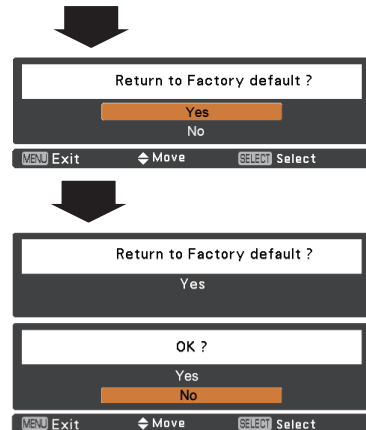 Return to Factory default ?
Yes
No
MENU Exit Move SELECT Select
Return to Factory default ?
Yes
OK ?
Yes
No
MENU Exit Move SELECT Select